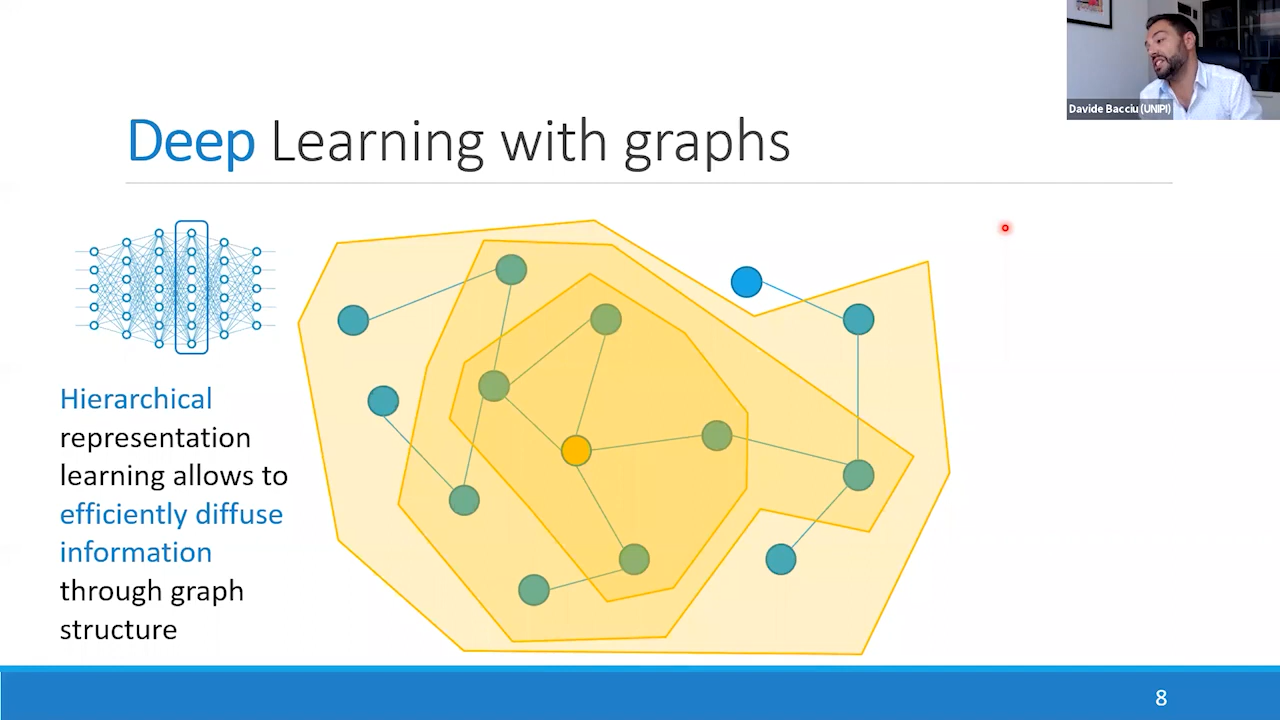 Davide Bacciu (UNIPI)
Deep Learning with graphs
Hierarchical
representation
learning allows to
efficiently diffuse
information
through graph
structure
8